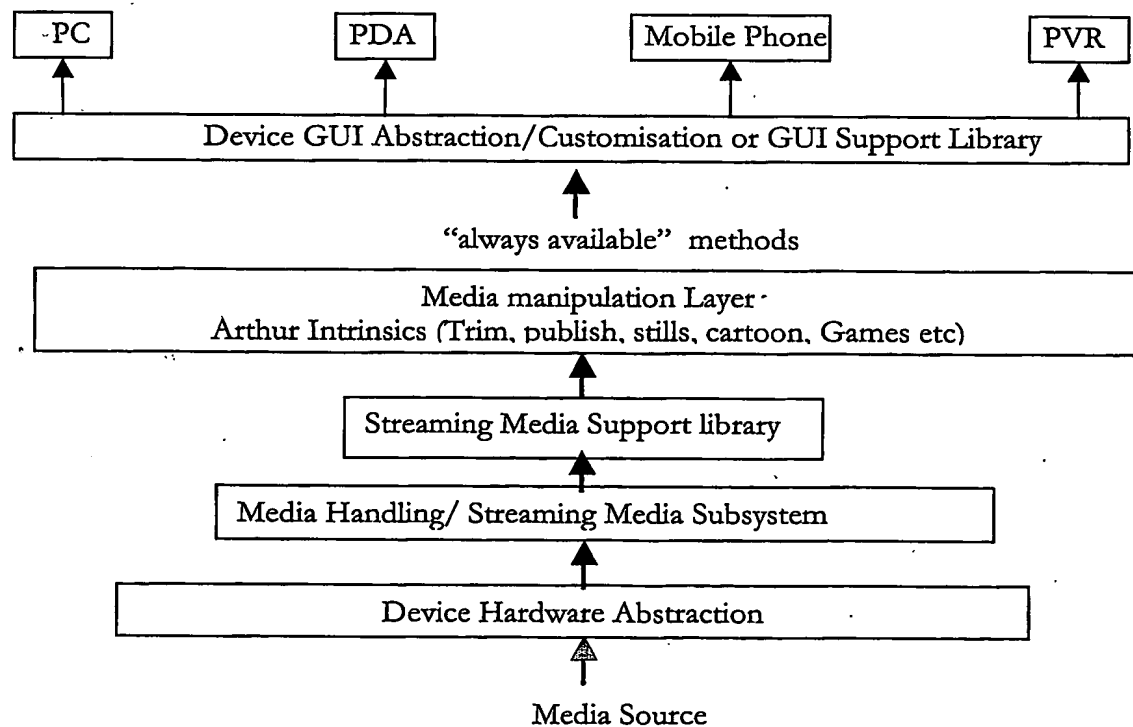 PC
PDA
Mobile Phone
PVR
Device GUI Abstraction/Customisation or GUI Support Library
“always available” methods
Media manipulation Layer
Arthur Intrinsics (Trim, publish, stills, cartoon, Games etc)
Streaming Media Support library
Media Handling/ Streaming Media Subsystem
Device Hardware Abstraction
Media Source